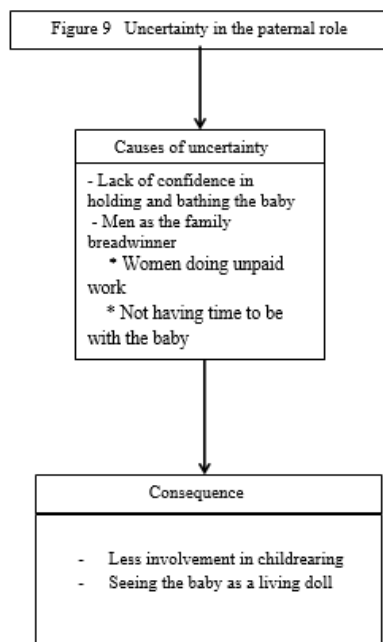 Figure 9 Uncertainty in the paternal role
Causes of uncertainty
- Lack of confidence in
holding and bathing the baby
- Men as the family
breadwinner
* Women doing unpaid
work
* Not having time to be
with the baby
Consequence
- Less involvement in childrearing
- Seeing the baby as a living doll